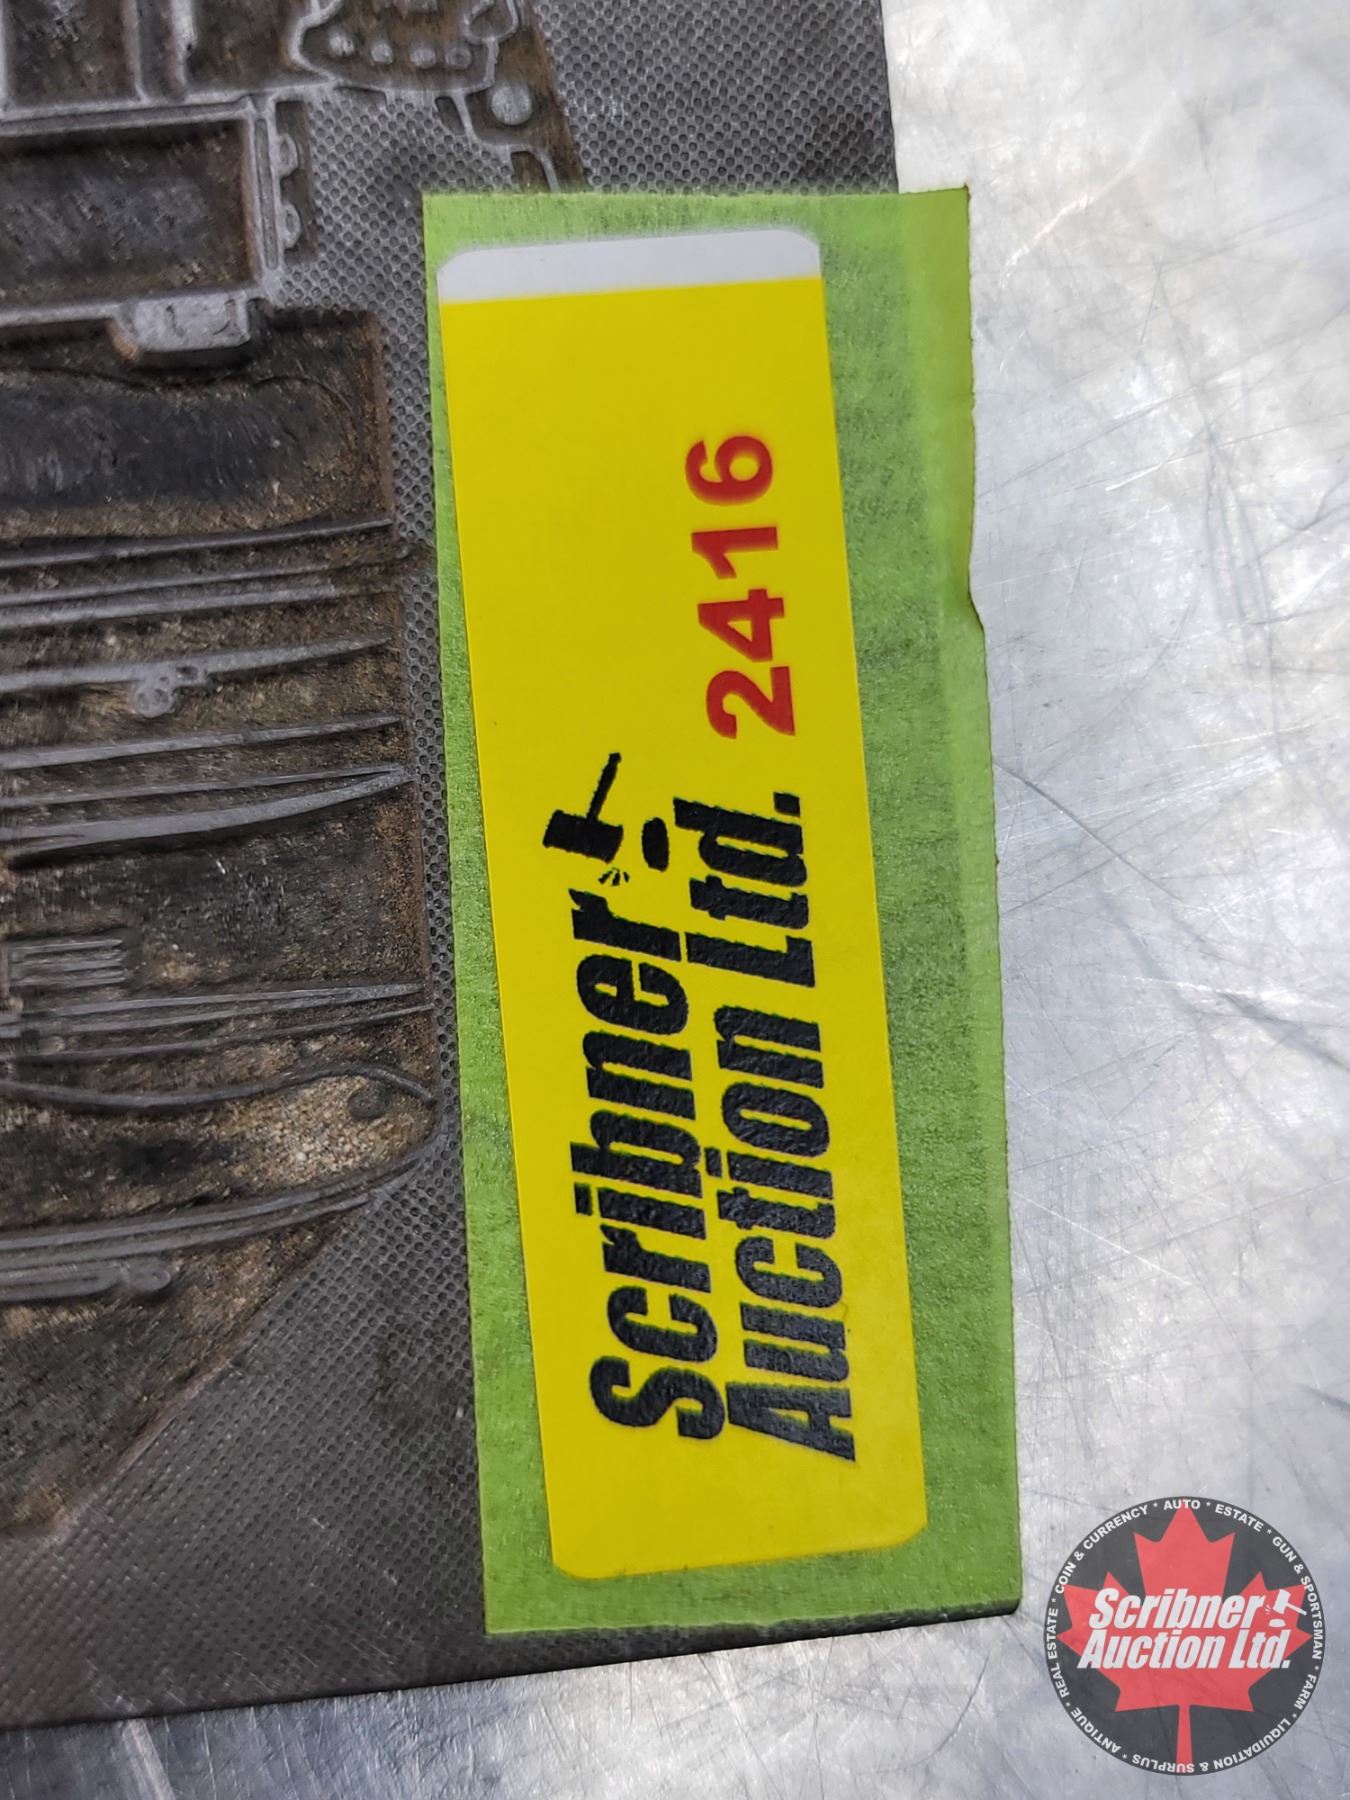 Scribner
Auction Ltd. 2416
REAL ESTATE * COIN & CURRENCY * AUTO * ESTATE * GUN & SPORTSMAN * FARM * LIQUIDATION & SURPLUS * ANTIQUE *
Scribner
Auction Ltd.